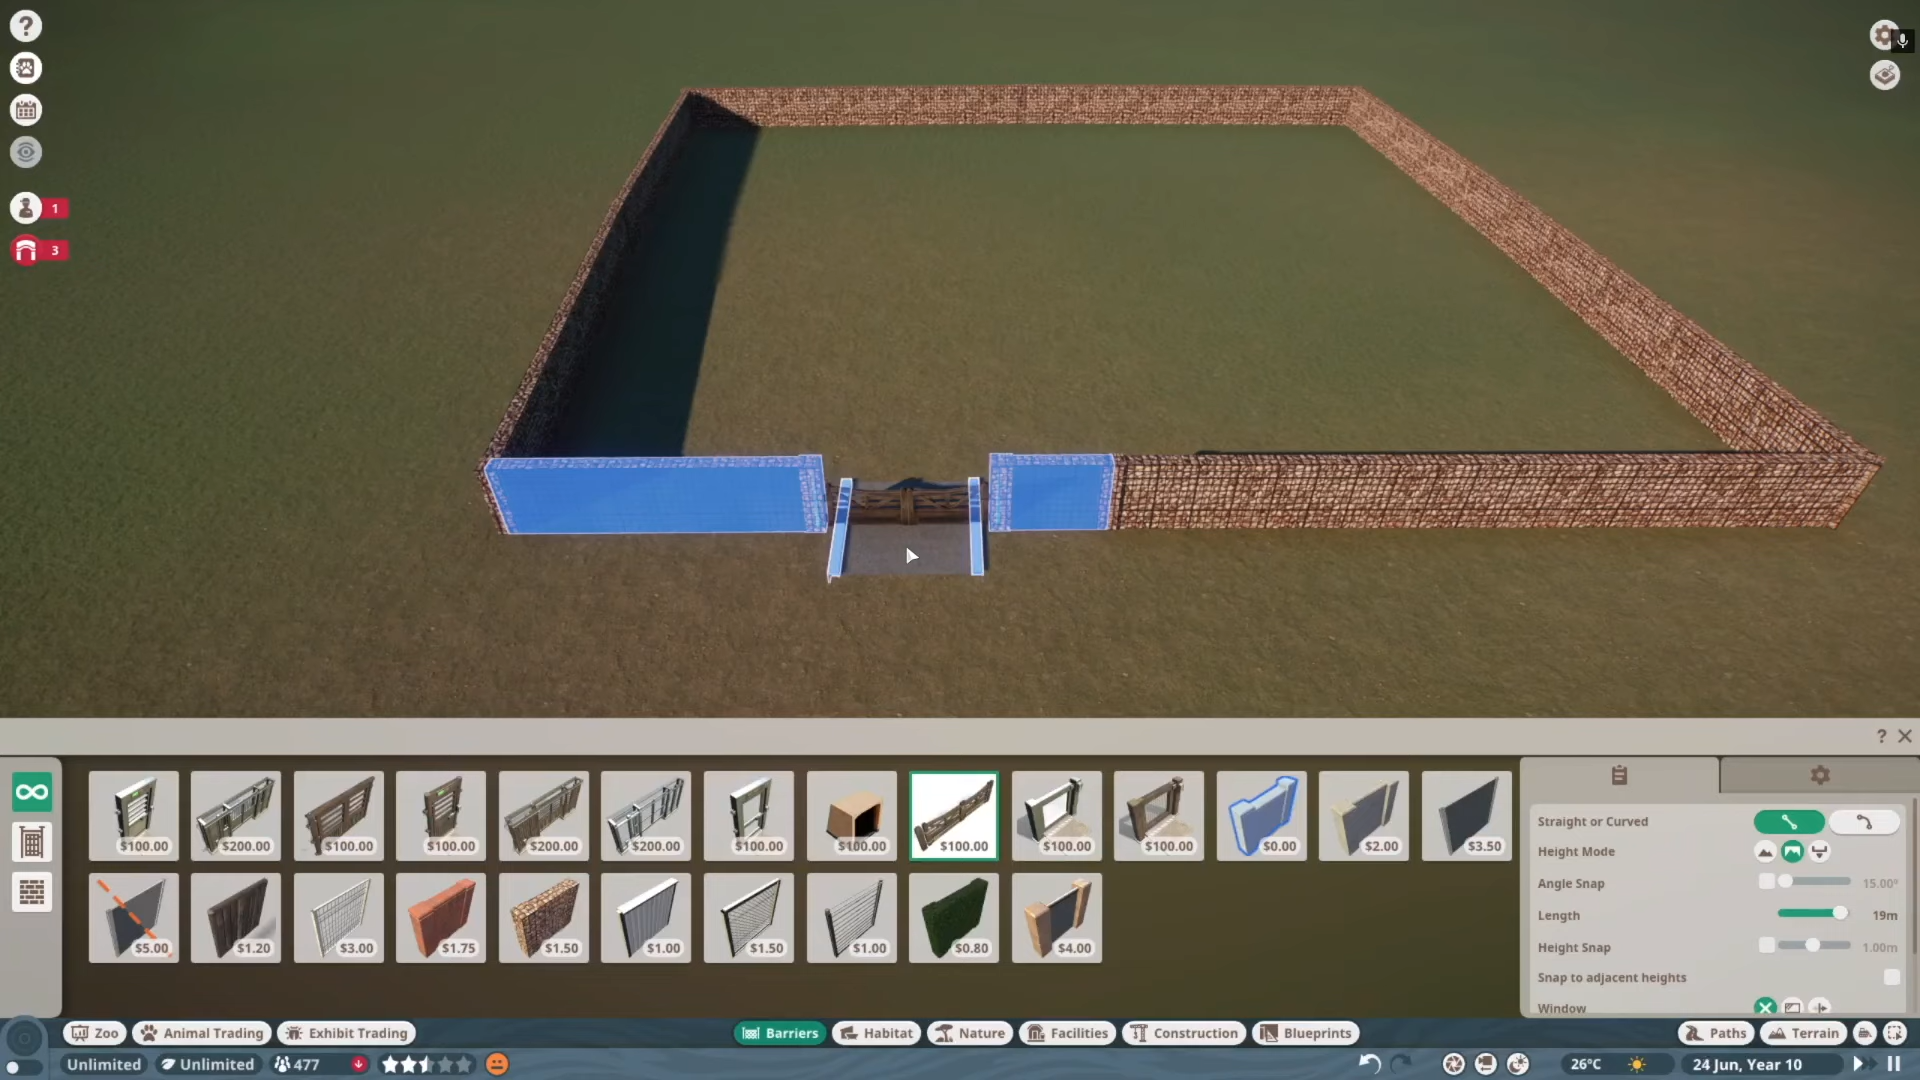 ?
1
3
? ×
$100.00 $200.00 $100.00 $100.00 $200.00 $200.00 $100.00 $100.00 $100.00 $100.00 $100.00 $0.00 $2.00 $3.50
$5.00 $1.20 $3.00 $1.75 $1.50 $1.00 $1.50 $1.00 $0.80 $4.00
Straight or Curved
Height Mode
Angle Snap 15.00°
Length 19m
Height Snap 1.00m
Snap to adjacent heights
Window
Zoo Animal Trading Exhibit Trading Barriers Habitat Nature Facilities Construction Blueprints Paths Terrain
Unlimited Unlimited 477 26°C 24 Jun, Year 10